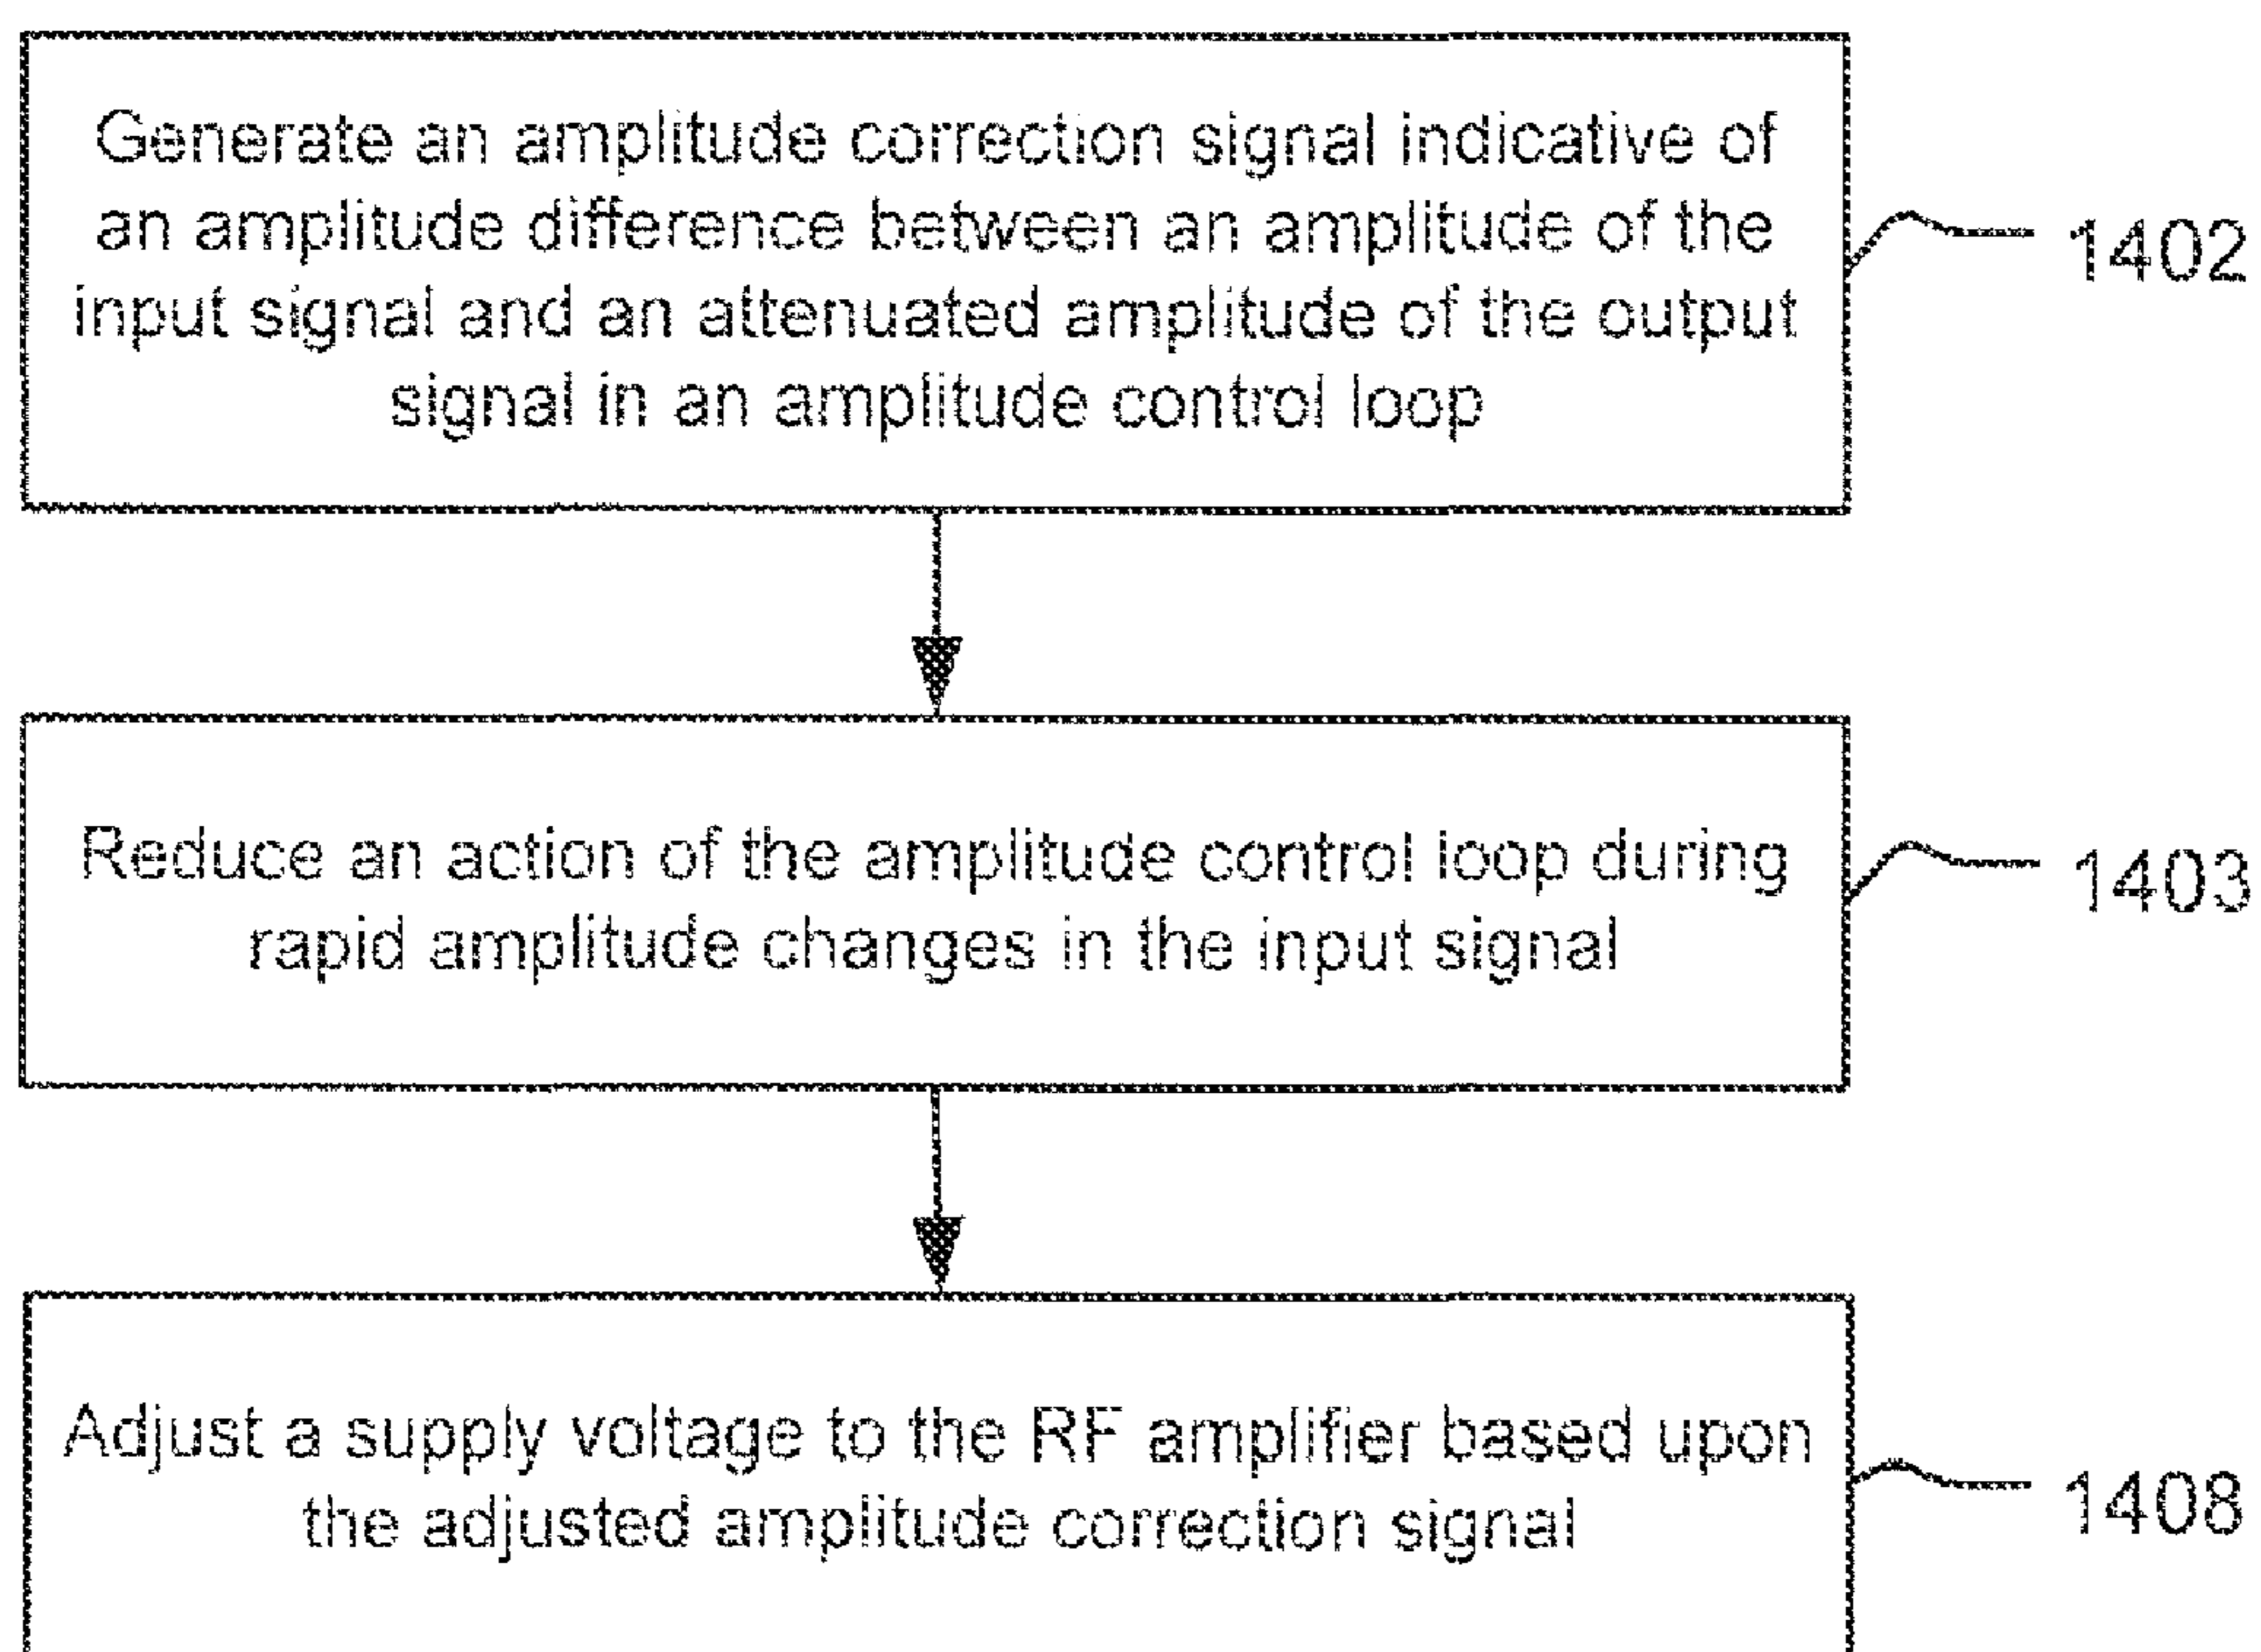 Generate an amplitude correction signal indicative of
an amplitude difference between an amplitude of the
input signal and an attenuated amplitude of the output
signal in an amplitude control loop
1402
Reduce an action of the amplitude control loop during
rapid amplitude changes in the input signal
1403
Adjust a supply voltage to the RF amplifier based upon
the adjusted amplitude correction signal
1408